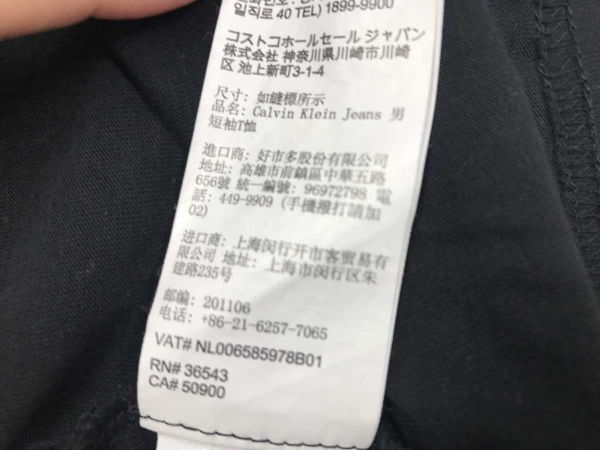 일직로 40 TEL) 1899-9900
コストコホールセール ジャパン
株式会社 神奈川県川崎市川崎
区 池上新町3-1-4
尺寸: 如縫標所示
品名: Calvin Klein Jeans 男
短袖T恤
進口商: 好市多股份有限公司
地址: 高雄市前鎮區中華五路
656號 統一編號: 96972798 電
話: 449-9909 (手機撥打請加
02)
进口商: 上海闵行开市客贸易有
限公司 地址: 上海市闵行区朱
建路235号
邮编: 201106
电话: +86-21-6257-7065
VAT# NL006585978B01
RN# 36543
CA# 50900